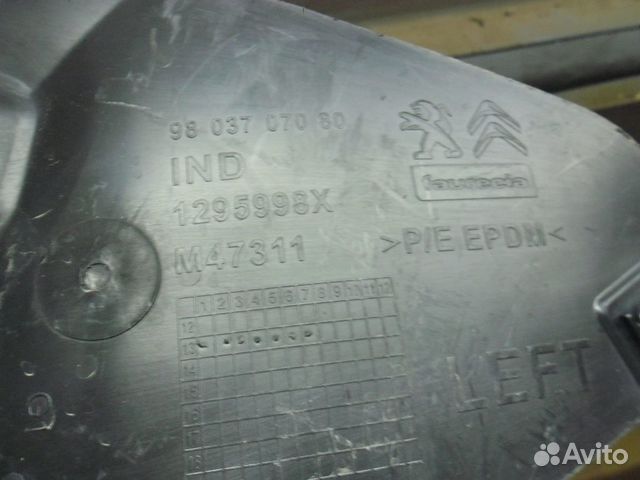 98 037 070 80
IND
faurecia
1295998X
M47311
>P/E EPDM<
1 2 3 4 5 6 7 8 9 10 11 12
12
13
14
15
16
17
18
LEFT
Avito